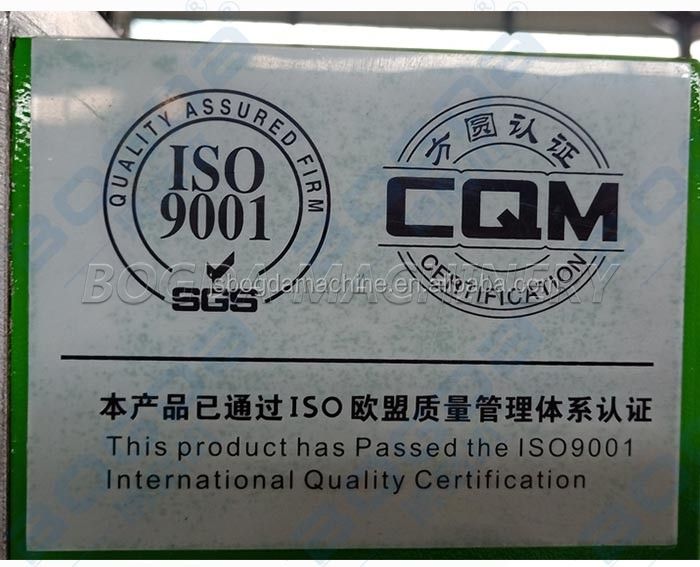 QUALITY ASSURED FIRM
ISO
9001
SGS
方圆认证
CQM
CERTIFICATION
BOGDA MACHINERY
jsbogdamachine.en.alibaba.com
本产品已通过ISO欧盟质量管理体系认证
This product has Passed the ISO9001
International Quality Certification